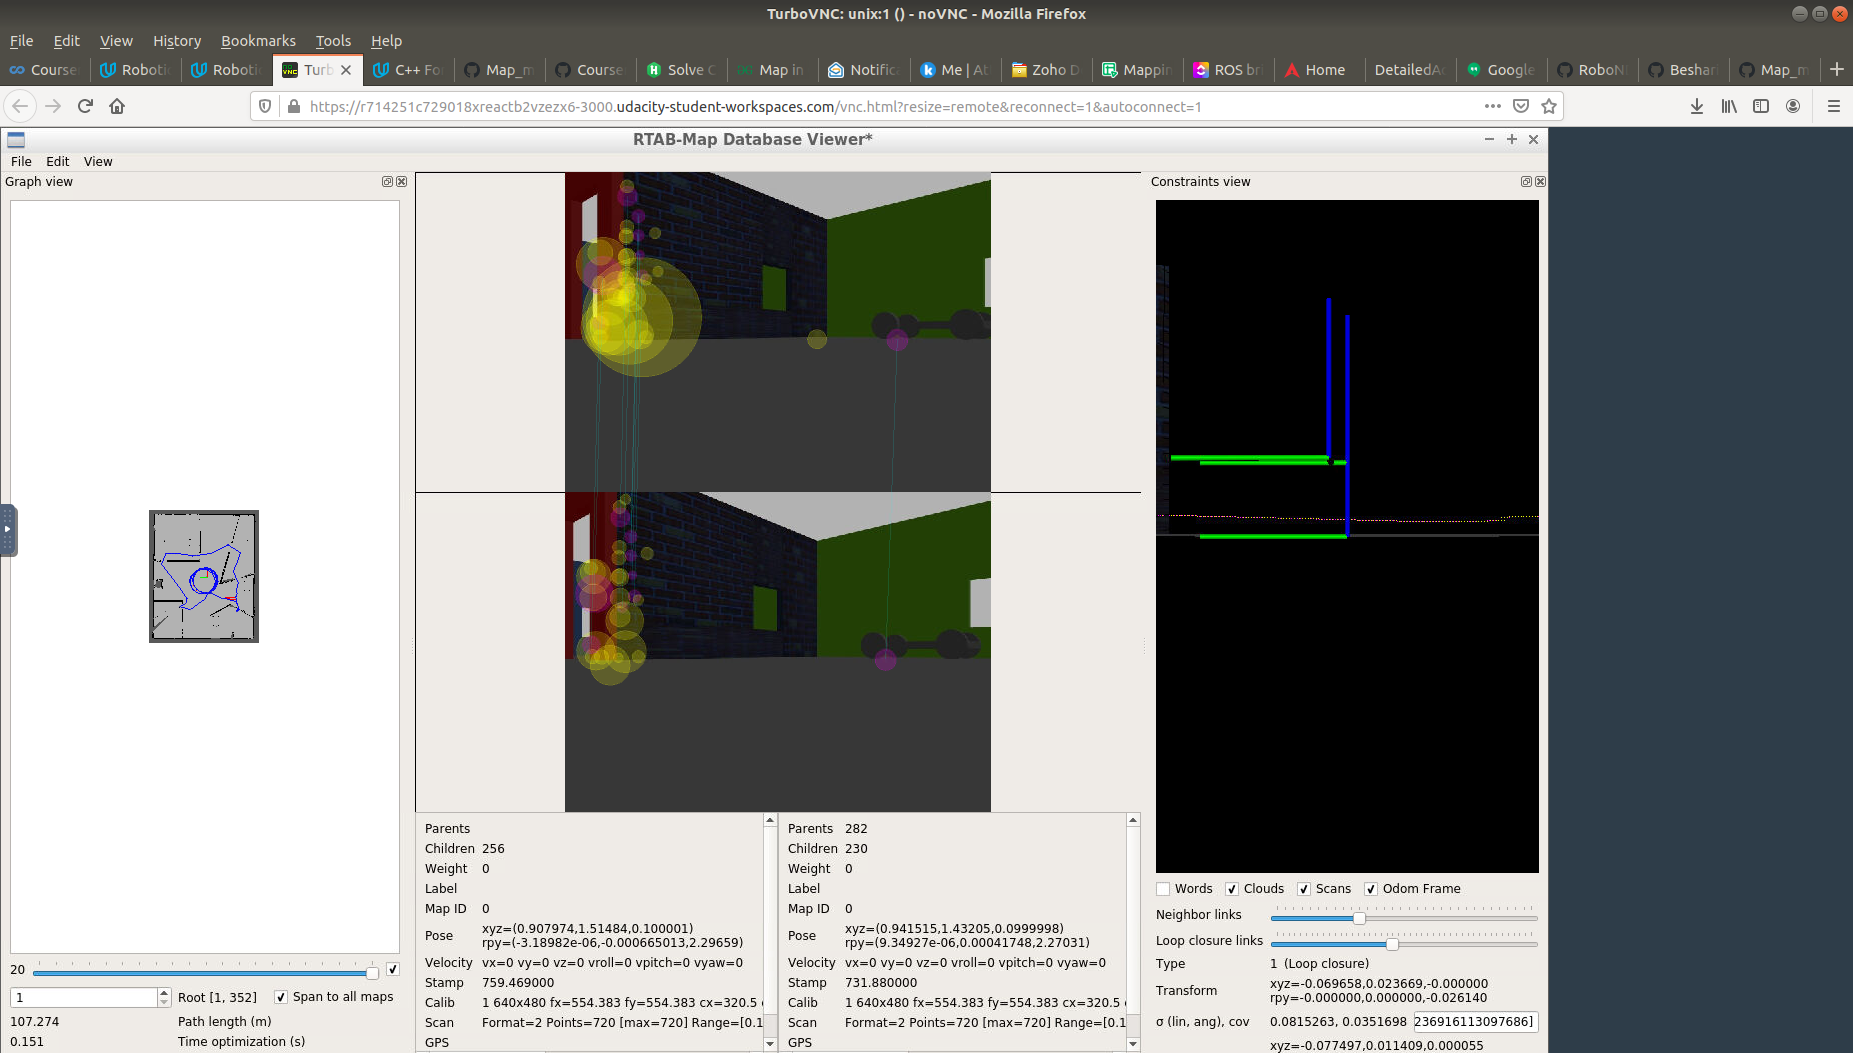 TurboVNC: unix:1 () - noVNC - Mozilla Firefox
File Edit View History Bookmarks Tools Help
Course Roboti Roboti Turb C++ Fo Map_m Course Solve C Map in Notific Me | At Zoho D Mappin ROS bri Home DetailedAc Google RoboN Beshar Map_m
https://r714251c729018xreactb2vzezx6-3000.udacity-student-workspaces.com/vnc.html?resize=remote&reconnect=1&autoconnect=1
RTAB-Map Database Viewer*
File Edit View
Graph view
Constraints view
20
1
Root [1, 352]
Span to all maps
107.274
Path length (m)
0.151
Time optimization (s)
Parents
Children 256
Weight 0
Label
Map ID 0
Pose
xyz=(0.907974,1.51484,0.100001)
rpy=(-3.18982e-06,-0.000665013,2.29659)
Velocity vx=0 vy=0 vz=0 vroll=0 vpitch=0 vyaw=0
Stamp 759.469000
Calib 1 640x480 fx=554.383 fy=554.383 cx=320.5
Scan Format=2 Points=720 [max=720] Range=[0.1
GPS
Parents 282
Children 230
Weight 0
Label
Map ID 0
Pose
xyz=(0.941515,1.43205,0.0999998)
rpy=(9.34927e-06,0.00041748,2.27031)
Velocity vx=0 vy=0 vz=0 vroll=0 vpitch=0 vyaw=0
Stamp 731.880000
Calib 1 640x480 fx=554.383 fy=554.383 cx=320.5
Scan Format=2 Points=720 [max=720] Range=[0.1
GPS
Words Clouds Scans Odom Frame
Neighbor links
Loop closure links
Type 1 (Loop closure)
Transform
xyz=-0.069658,0.023669,-0.000000
rpy=-0.000000,0.000000,-0.026140
σ (lin, ang), cov 0.0815263, 0.0351698 236916113097686]
xyz=-0.077497,0.011409,0.000055